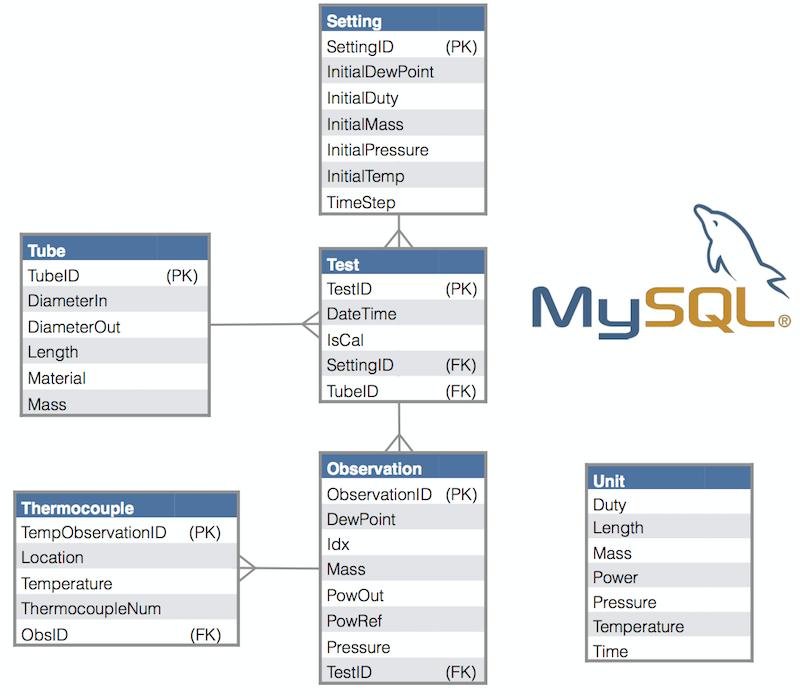 Setting
SettingID (PK)
InitialDewPoint
InitialDuty
InitialMass
InitialPressure
InitialTemp
TimeStep
Tube
TubeID (PK)
DiameterIn
DiameterOut
Length
Material
Mass
Test
TestID (PK)
DateTime
IsCal
SettingID (FK)
TubeID (FK)
MySQL®
Thermocouple
TempObservationID (PK)
Location
Temperature
ThermocoupleNum
ObsID (FK)
Observation
ObservationID (PK)
DewPoint
Idx
Mass
PowOut
PowRef
Pressure
TestID (FK)
Unit
Duty
Length
Mass
Power
Pressure
Temperature
Time